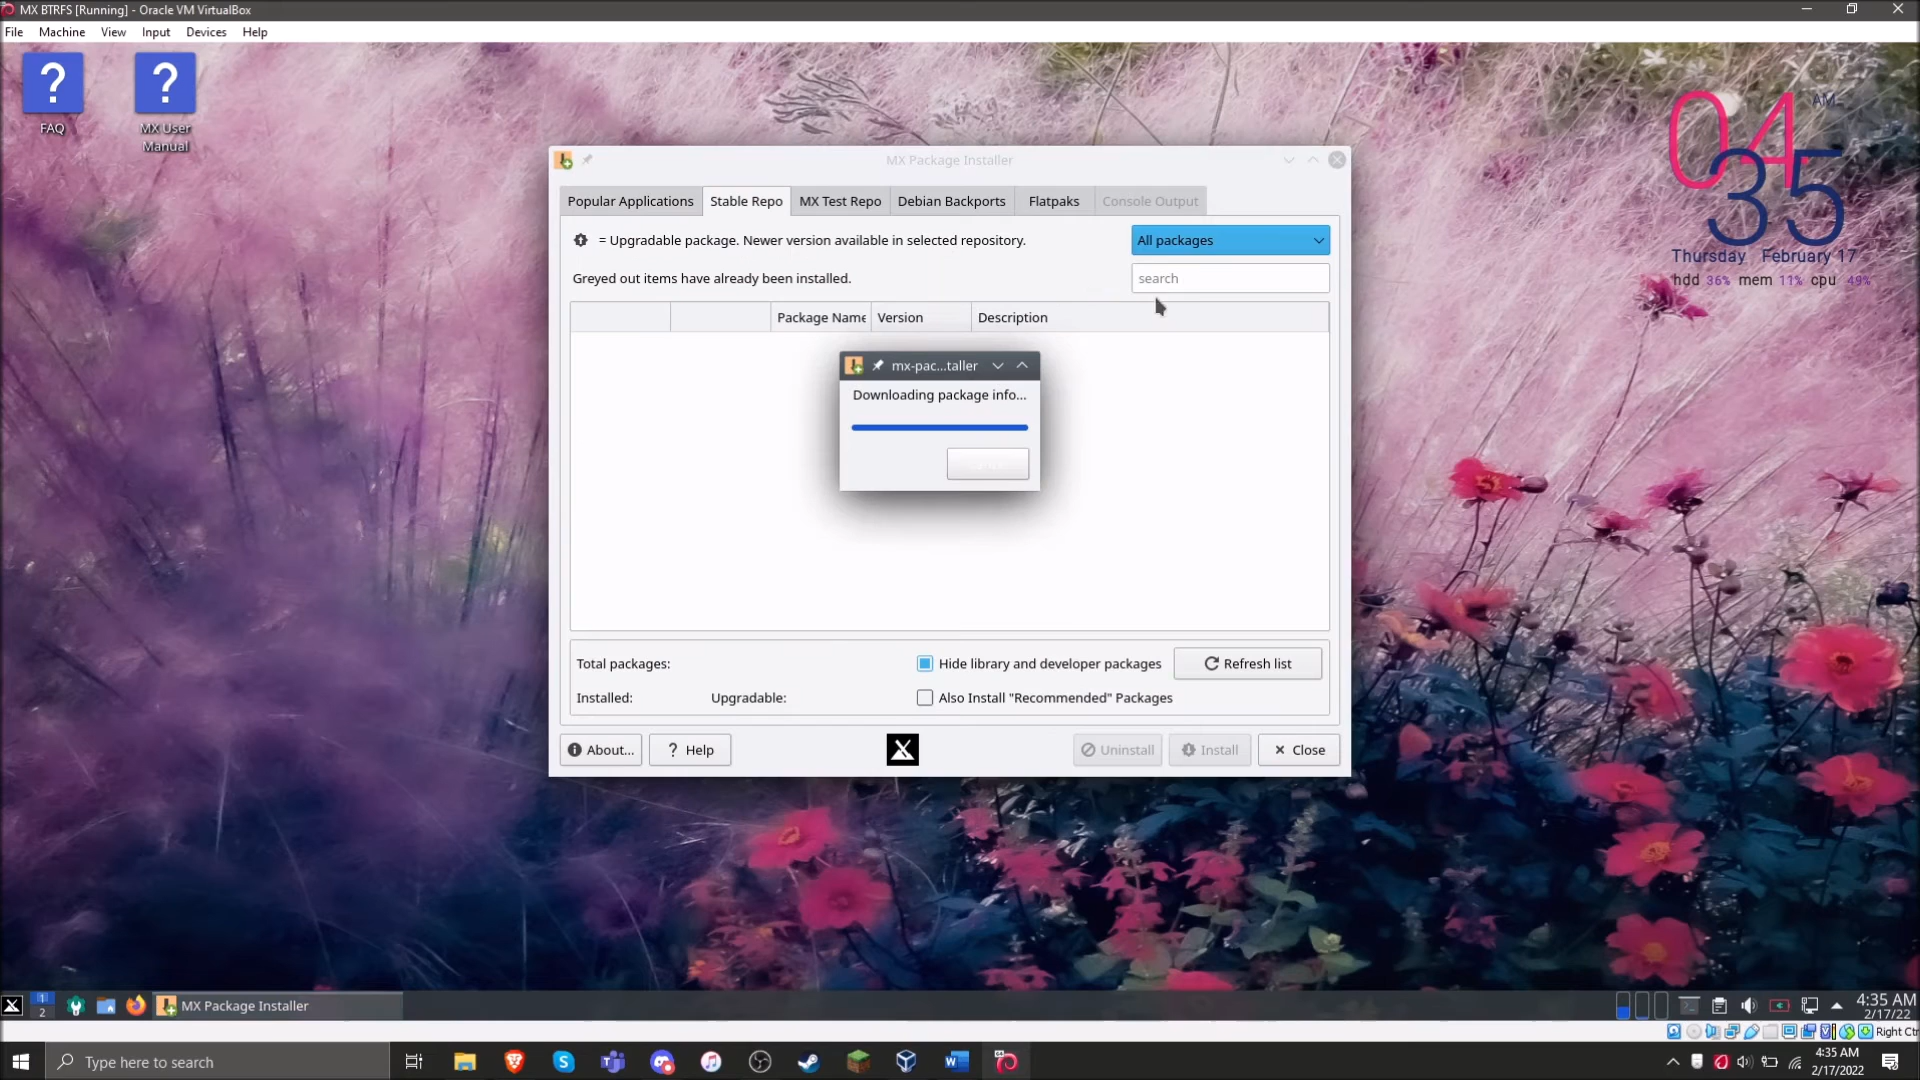 MX BTRFS [Running] - Oracle VM VirtualBox
File Machine View Input Devices Help
FAQ
MX User
Manual
04
AM
35
Thursday February 17
hdd 36% mem 11% cpu 49%
MX Package Installer
Popular Applications Stable Repo MX Test Repo Debian Backports Flatpaks Console Output
= Upgradable package. Newer version available in selected repository.
All packages
Greyed out items have already been installed.
search
Package Name Version Description
mx-pac...taller
Downloading package info...
Total packages:
Hide library and developer packages
Refresh list
Installed: Upgradable:
Also Install "Recommended" Packages
About... Help Uninstall Install Close
1
2
MX Package Installer
4:35 AM
2/17/22
Right Ctrl
Type here to search
4:35 AM
2/17/2022